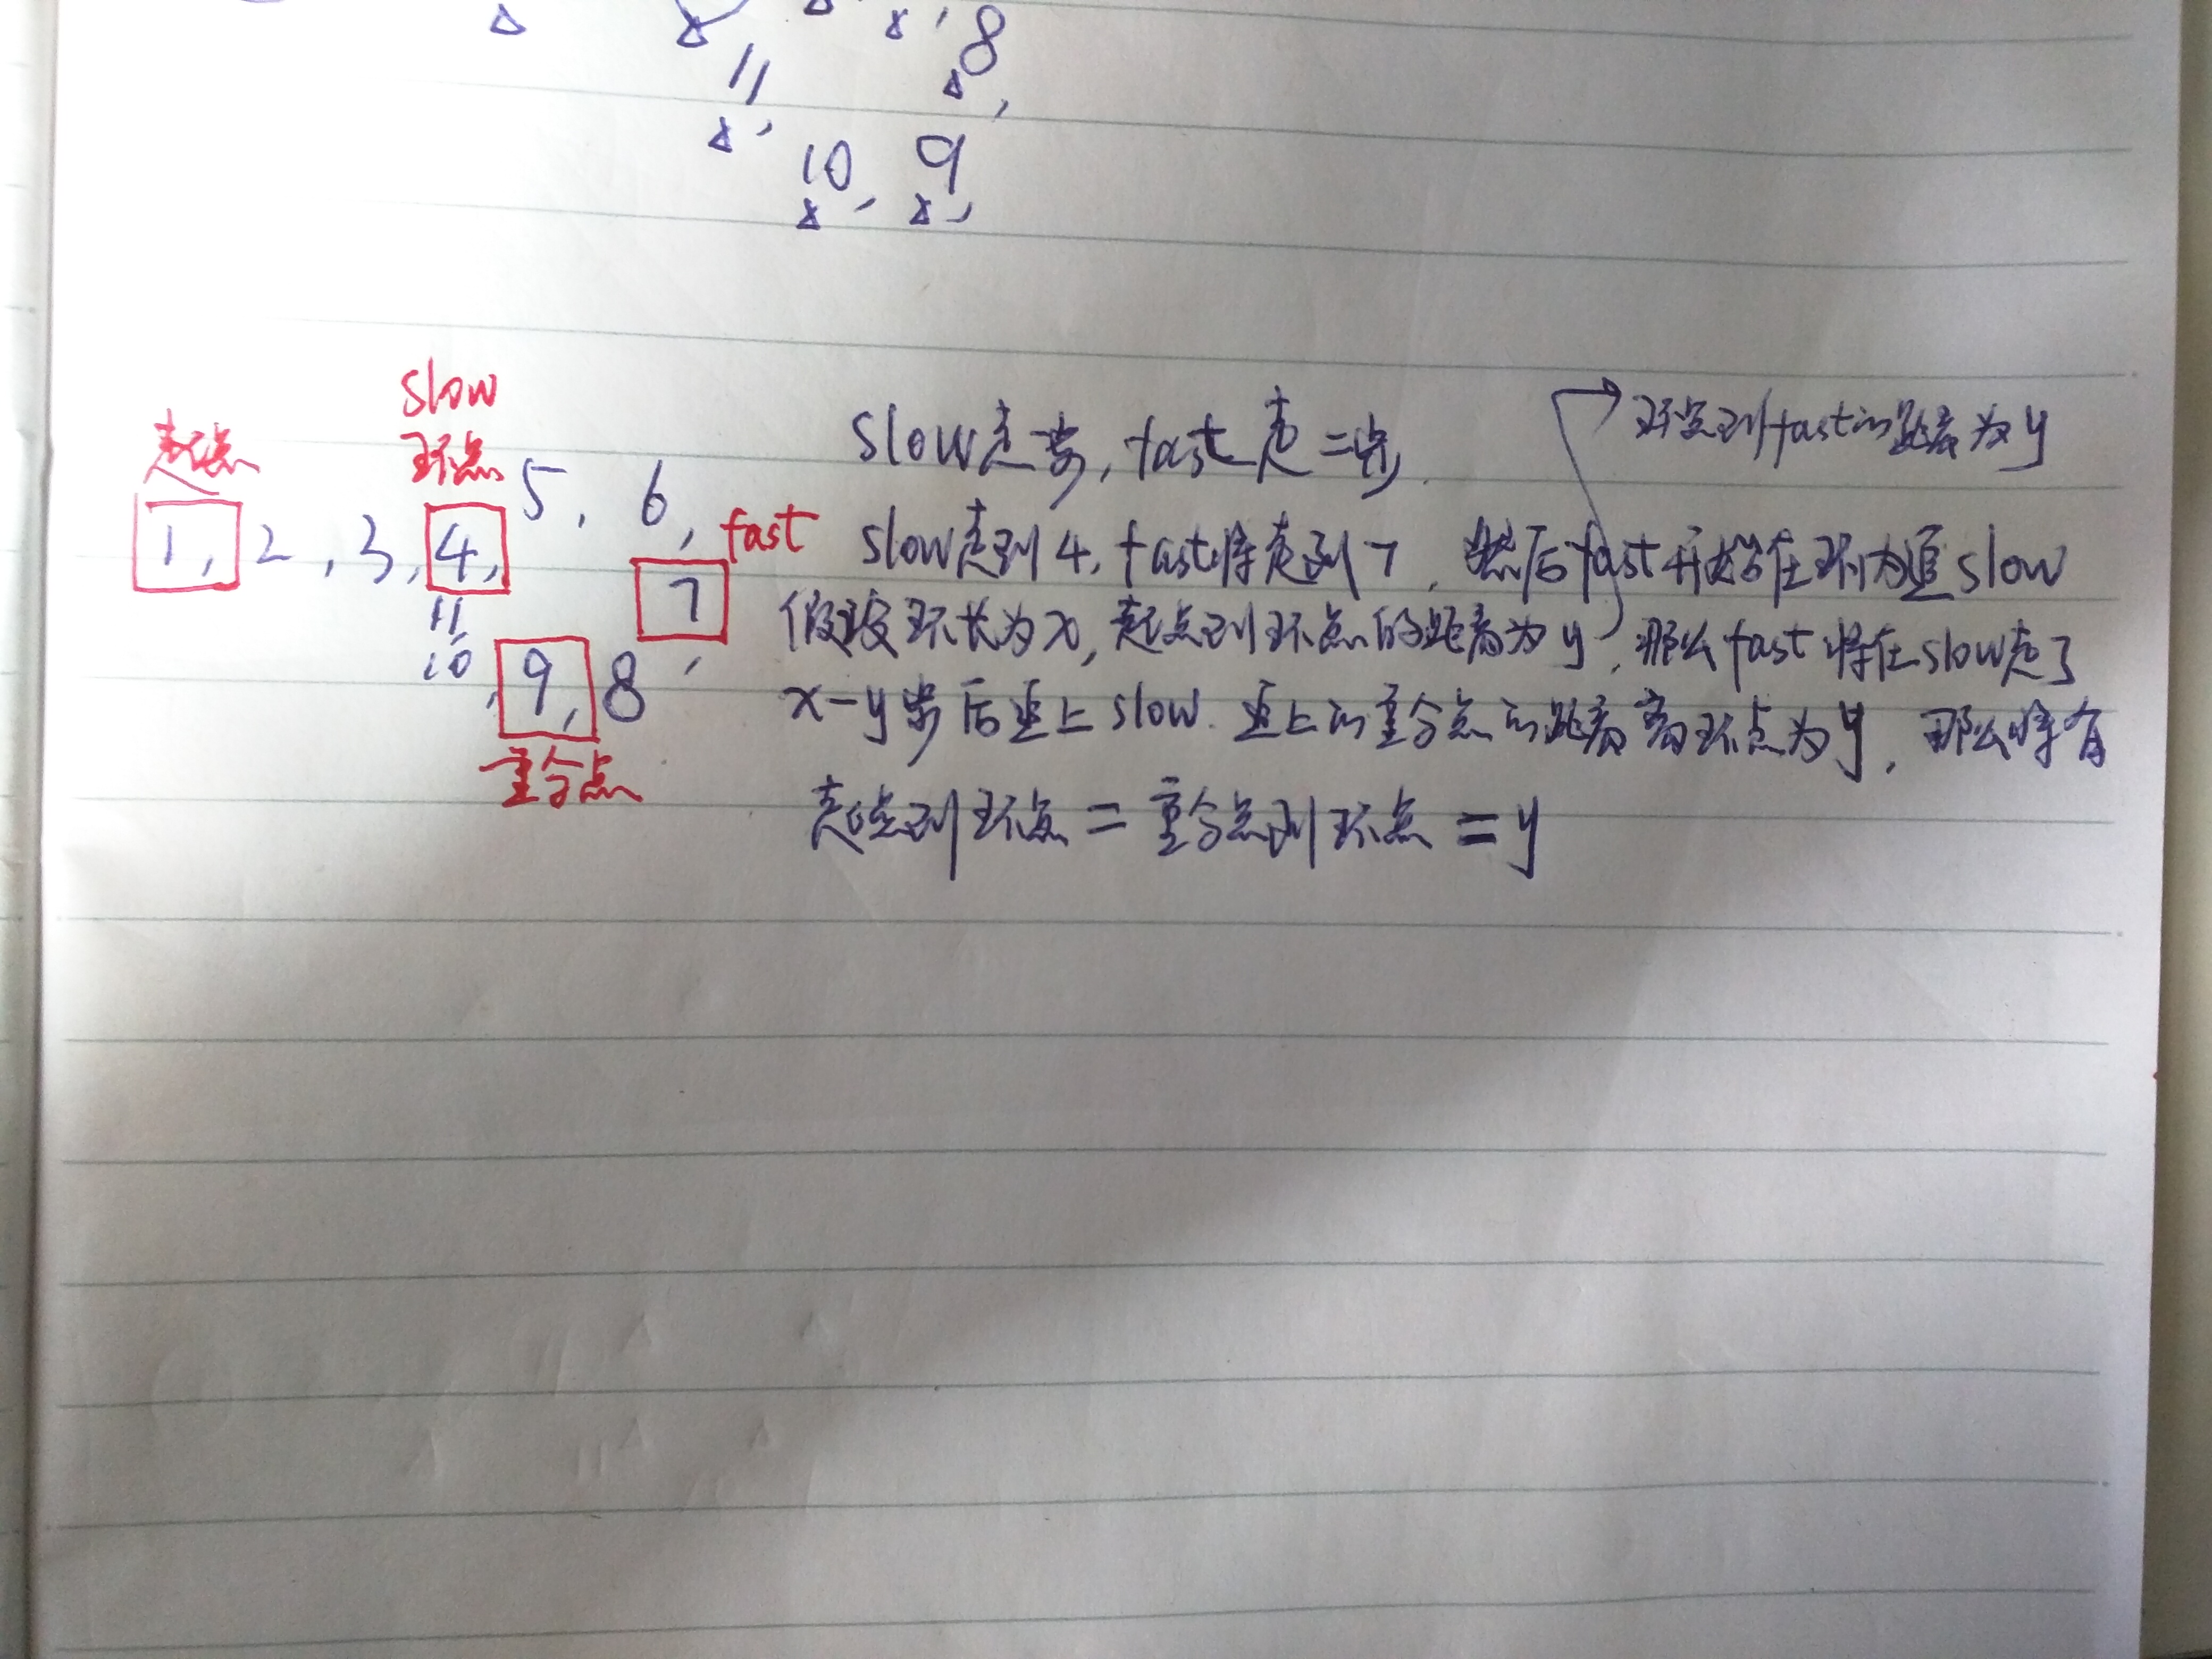 8
11
10, 9,
slow
起点 环点
1, 2, 3, 4, 5, 6, fast
7
11
10, 9, 8,
重合点
slow走一步, fast走二步, 环点到fast的距离为y
slow走到4, fast将走到7, 然后fast开始在环内追slow
假设环长为x, 起点到环点的距离为y, 那么fast将在slow走了
x-y步后追上slow. 追上的重合点的距离离环点为y, 那么将有
起点到环点=重合点到环点=y